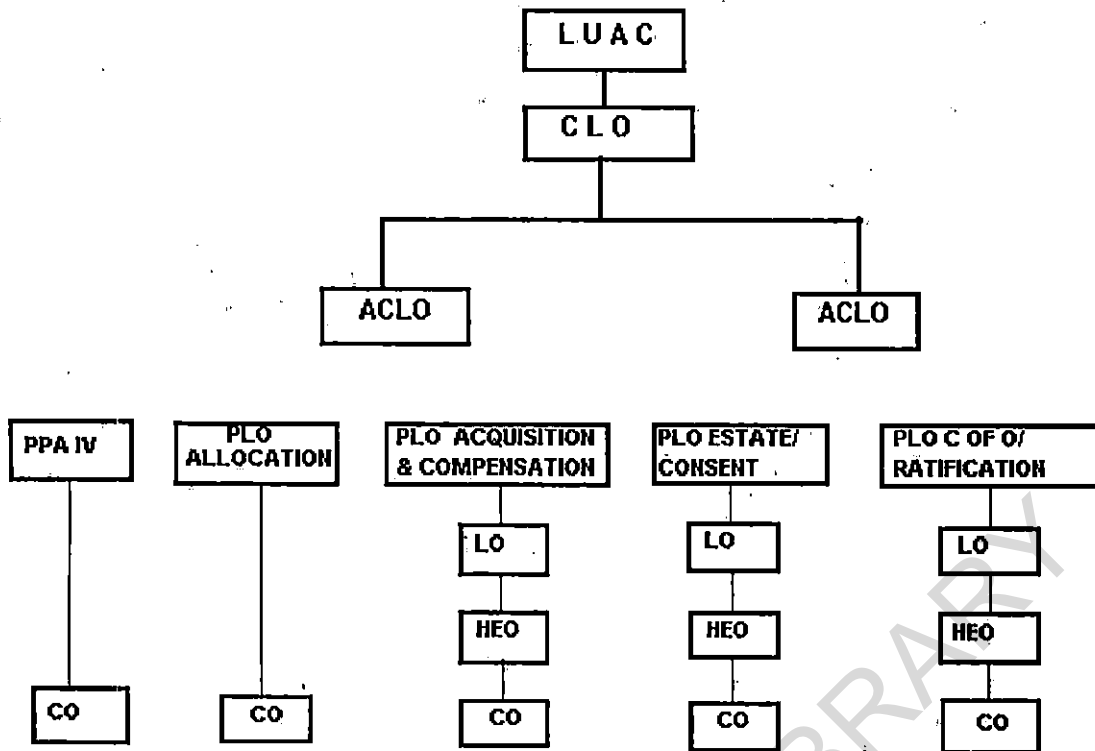 LUAC
CLO
ACLO
ACLO
PPA IV
PLO
ALLOCATION
PLO ACQUISITION
& COMPENSATION
PLO ESTATE/
CONSENT
PLO C OF O/
RATIFICATION
LO
LO
LO
HEO
HEO
HEO
CO
CO
CO
CO
CO